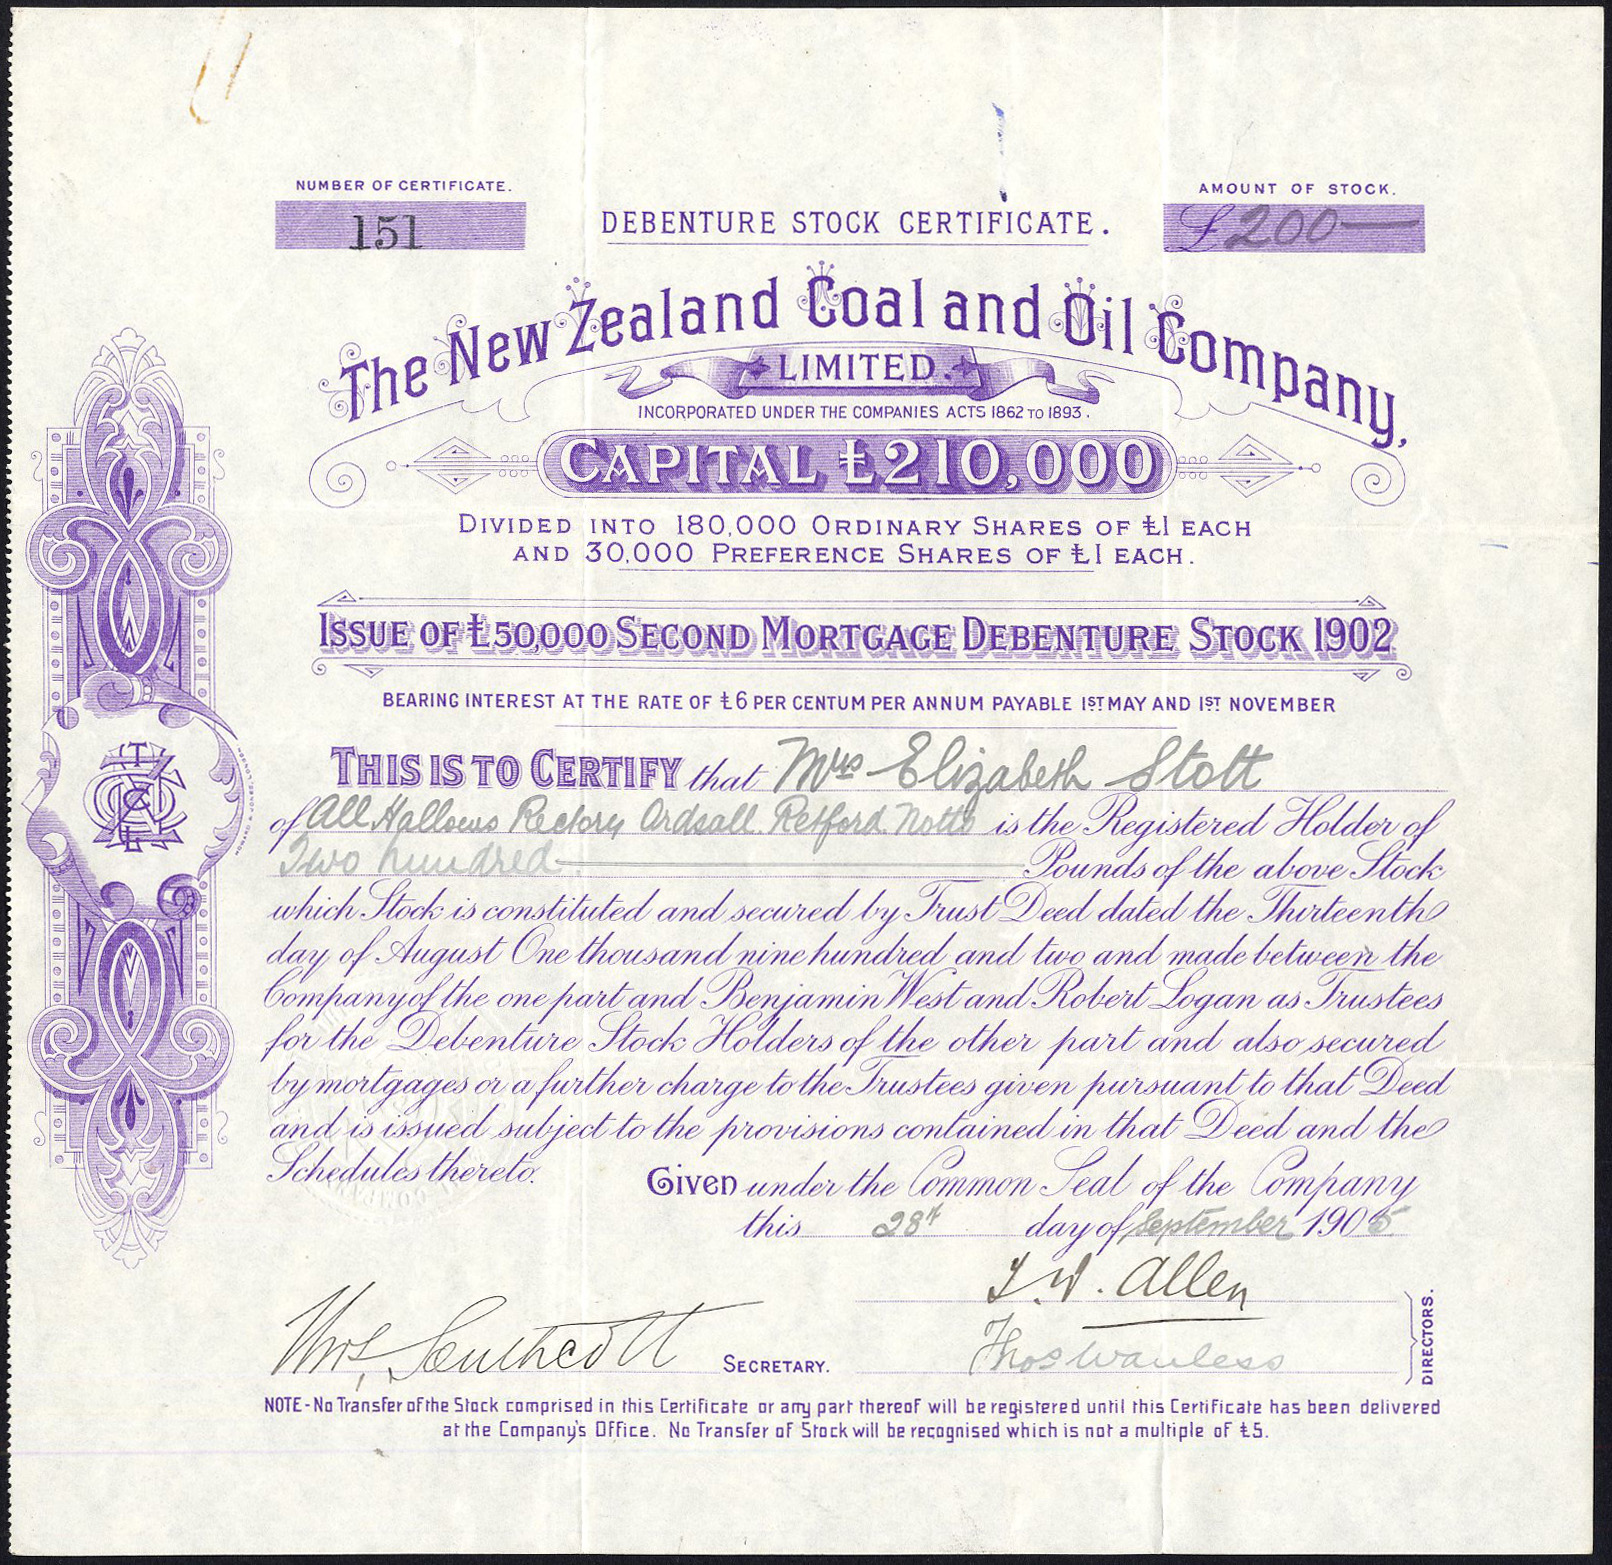 NUMBER OF CERTIFICATE.
151
DEBENTURE STOCK CERTIFICATE.
AMOUNT OF STOCK.
£200—
The New Zealand Coal and Oil Company,
LIMITED.
INCORPORATED UNDER THE COMPANIES ACTS 1862 TO 1893.
CAPITAL £210,000
DIVIDED INTO 180,000 ORDINARY SHARES OF £1 EACH
AND 30,000 PREFERENCE SHARES OF £1 EACH.
ISSUE OF £50,000 SECOND MORTGAGE DEBENTURE STOCK 1902
BEARING INTEREST AT THE RATE OF £6 PER CENTUM PER ANNUM PAYABLE 1ST MAY AND 1ST NOVEMBER
THIS IS TO CERTIFY that Mrs Elizabeth Stott
of All Hallows Rectory Ordsall Retford Notts is the Registered Holder of
Two hundred Pounds of the above Stock
which Stock is constituted and secured by Trust Deed dated the Thirteenth
day of August One thousand nine hundred and two and made between the
Company of the one part and Benjamin West and Robert Logan as Trustees
for the Debenture Stock Holders of the other part and also secured
by mortgages or a further charge to the Trustees given pursuant to that Deed
and is issued subject to the provisions contained in that Deed and the
Schedules thereto.
Given under the Common Seal of the Company
this 28th day of September 1905
T. W. Allen
Thos Southcott SECRETARY.
Thos Wanless
DIRECTORS.
NOTE - No Transfer of the Stock comprised in this Certificate or any part thereof will be registered until this Certificate has been delivered
at the Company's Office. No Transfer of Stock will be recognised which is not a multiple of £5.